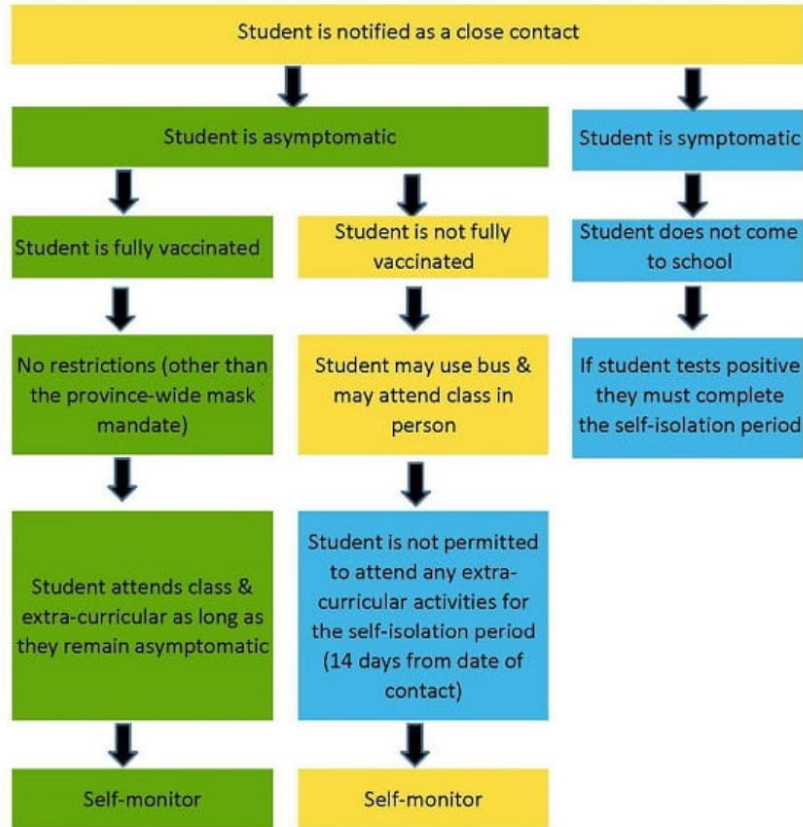 Student is notified as a close contact
Student is asymptomatic
Student is symptomatic
Student is fully vaccinated
Student is not fully
vaccinated
Student does not come
to school
No restrictions (other than
the province-wide mask
mandate)
Student may use bus &
may attend class in
person
If student tests positive
they must complete
the self-isolation period
Student attends class &
extra-curricular as long as
they remain asymptomatic
Student is not permitted
to attend any extra-
curricular activities for
the self-isolation period
(14 days from date of
contact)
Self-monitor
Self-monitor